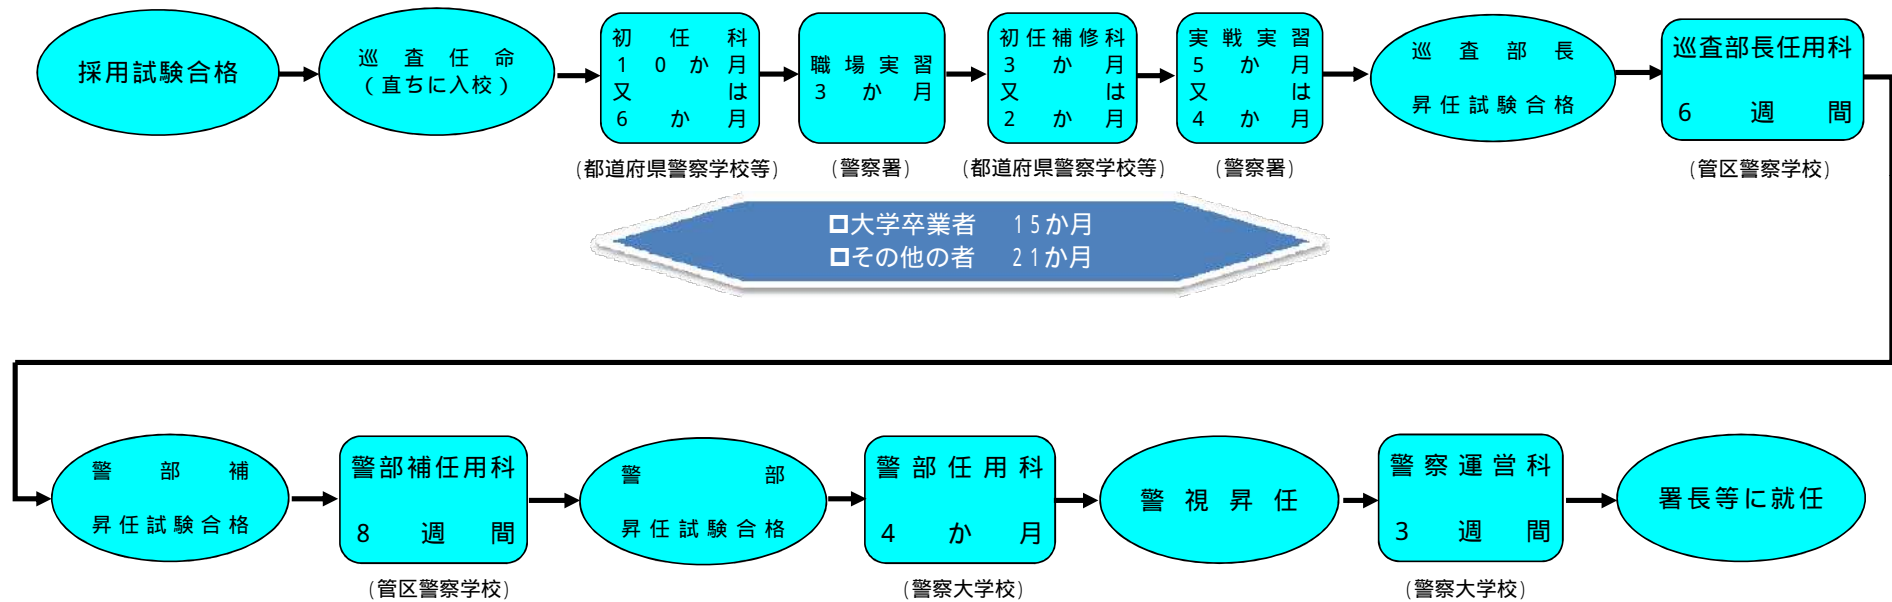 採用試験合格
巡査任命
(直ちに入校)
初任科
10か月
又は
6か月
(都道府県警察学校等)
職場実習
3か月
(警察署)
初任補修科
3か月
又は
2か月
(都道府県警察学校等)
実戦実習
5か月
又は
4か月
(警察署)
巡査部長
昇任試験合格
巡査部長任用科
6週間
(管区警察学校)
□大学卒業者 15か月
□その他の者 21か月
警部補
昇任試験合格
警部補任用科
8週間
(管区警察学校)
警部
昇任試験合格
警部任用科
4か月
(警察大学校)
警視昇任
警察運営科
3週間
(警察大学校)
署長等に就任